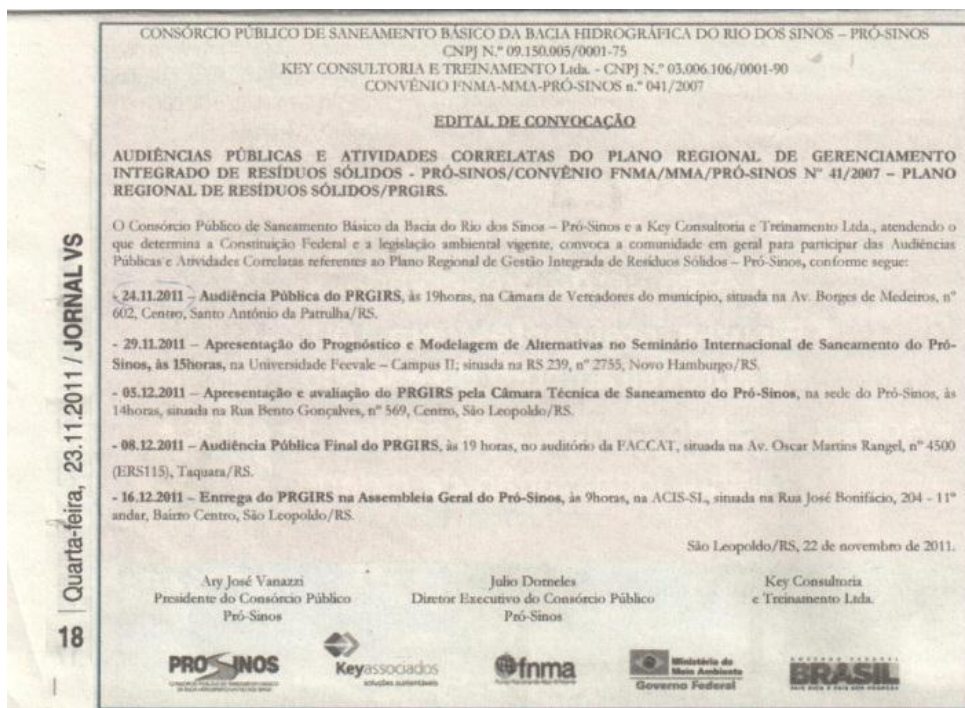 CONSÓRCIO PÚBLICO DE SANEAMENTO BÁSICO DA BACIA HIDROGRÁFICA DO RIO DOS SINOS – PRÓ-SINOS
CNPJ N.º 09.150.005/0001-75
KEY CONSULTORIA E TREINAMENTO Ltda. - CNPJ N.º 03.006.106/0001-90
CONVÊNIO FNMA-MMA-PRÓ-SINOS n.º 041/2007
EDITAL DE CONVOCAÇÃO
AUDIÊNCIAS PÚBLICAS E ATIVIDADES CORRELATAS DO PLANO REGIONAL DE GERENCIAMENTO
INTEGRADO DE RESÍDUOS SÓLIDOS - PRÓ-SINOS/CONVÊNIO FNMA/MMA/PRÓ-SINOS Nº 41/2007 – PLANO
REGIONAL DE RESÍDUOS SÓLIDOS/PRGIRS.
O Consórcio Público de Saneamento Básico da Bacia do Rio dos Sinos – Pró-Sinos e a Key Consultoria e Treinamento Ltda., atendendo o
que determina a Constituição Federal e a legislação ambiental vigente, convoca a comunidade em geral para participar das Audiências
Públicas e Atividades Correlatas referentes ao Plano Regional de Gestão Integrada de Resíduos Sólidos – Pró-Sinos, conforme segue:
- 24.11.2011 – Audiência Pública do PRGIRS, às 19horas, na Câmara de Vereadores do município, situada na Av. Borges de Medeiros, nº
602, Centro, Santo Antônio da Patrulha/RS.
- 29.11.2011 – Apresentação do Prognóstico e Modelagem de Alternativas no Seminário Internacional de Saneamento do Pró-
Sinos, às 15horas, na Universidade Feevale – Campus II; situada na RS 239, nº 2755, Novo Hamburgo/RS.
- 05.12.2011 – Apresentação e avaliação do PRGIRS pela Câmara Técnica de Saneamento do Pró-Sinos, na sede do Pró-Sinos, às
14horas, situada na Rua Bento Gonçalves, nº 569, Centro, São Leopoldo/RS.
- 08.12.2011 – Audiência Pública Final do PRGIRS, às 19 horas, no auditório da FACCAT, situada na Av. Oscar Martins Rangel, nº 4500
(ERS115), Taquara/RS.
- 16.12.2011 – Entrega do PRGIRS na Assembleia Geral do Pró-Sinos, às 9horas, na ACIS-SL, situada na Rua José Bonifácio, 204 - 11º
andar, Bairro Centro, São Leopoldo/RS.
São Leopoldo/RS, 22 de novembro de 2011.
Ary José Vanazzi
Presidente do Consórcio Público
Pró-Sinos
Julio Dorneles
Diretor Executivo do Consórcio Público
Pró-Sinos
Key Consultoria
e Treinamento Ltda.
PROSINOS
Keyassociados
soluções sustentáveis
fnma
Ministério do
Meio Ambiente
Governo Federal
GOVERNO FEDERAL
BRASIL
PAÍS RICO É PAÍS SEM POBREZA
18 | Quarta-feira, 23.11.2011 / JORNAL VS